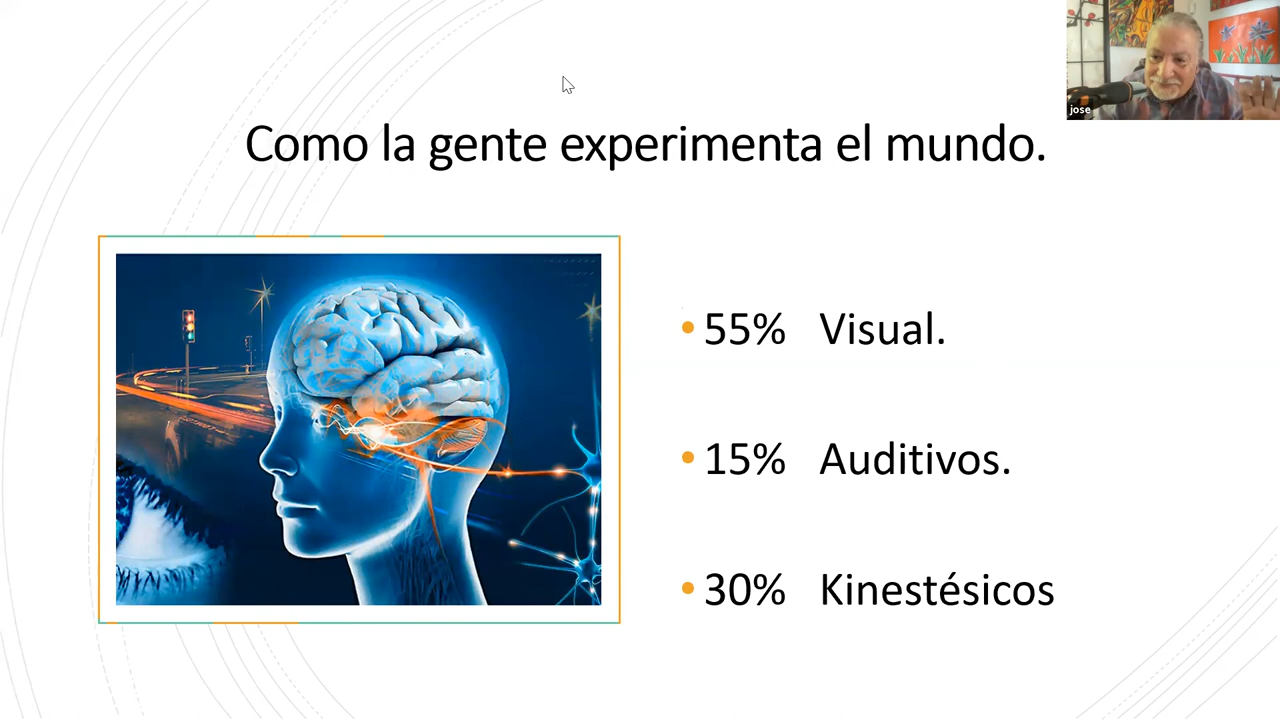 jose
Como la gente experimenta el mundo.
• 55% Visual.
• 15% Auditivos.
• 30% Kinestésicos